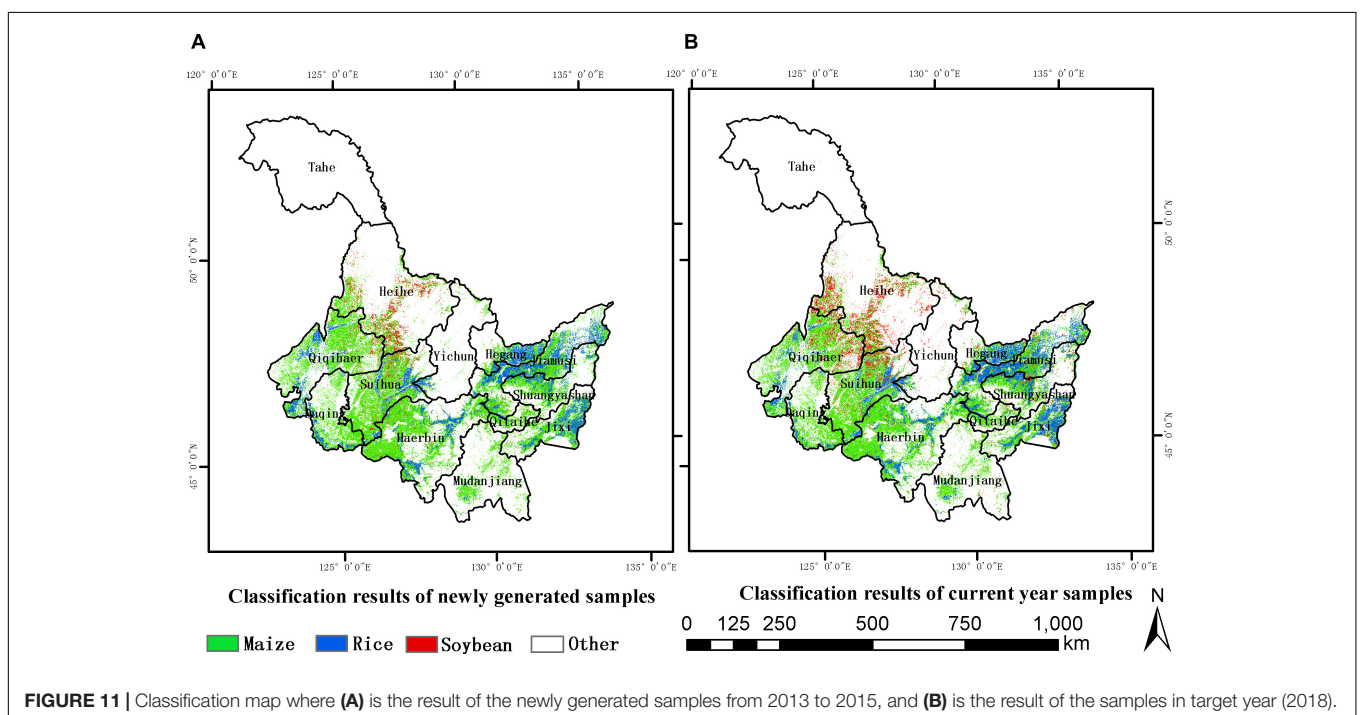 A
B
120° 0′0″E 125° 0′0″E 130° 0′0″E 135° 0′0″E
120° 0′0″E 125° 0′0″E 130° 0′0″E 135° 0′0″E
Tahe
Tahe
50° 0′0″N
50° 0′0″N
Heihe
Heihe
Qiqihaer
Yichun
Hegang
Jiamusi
Qiqihaer
Yichun
Hegang
Jiamusi
Suihua
Shuangyashan
Suihua
Shuangyashan
Daqing
Qitaihe
Daqing
Qitaihe
Haerbin
Jixi
Haerbin
Jixi
45° 0′0″N
45° 0′0″N
Mudanjiang
Mudanjiang
125° 0′0″E 130° 0′0″E 135° 0′0″E
125° 0′0″E 130° 0′0″E 135° 0′0″E
Classification results of newly generated samples
Classification results of current year samples
N
Maize Rice Soybean Other
0 125 250 500 750 1,000
km
FIGURE 11 | Classification map where (A) is the result of the newly generated samples from 2013 to 2015, and (B) is the result of the samples in target year (2018).